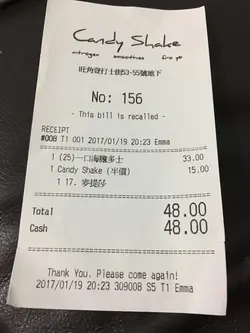 Candy Shake
nitrogen smoothies fro yo
旺角登打士街53-55號地下
No: 156
- This bill is recalled -
RECEIPT
#008 T1 001 2017/01/19 20:23 Emma
1 (25)一口海鹽多士 33.00
1 Candy Shake (半價) 15.00
1 17. 麥提莎
Total 48.00
Cash 48.00
Thank You. Please come again!
2017/01/19 20:23 309008 S5 T1 Emma